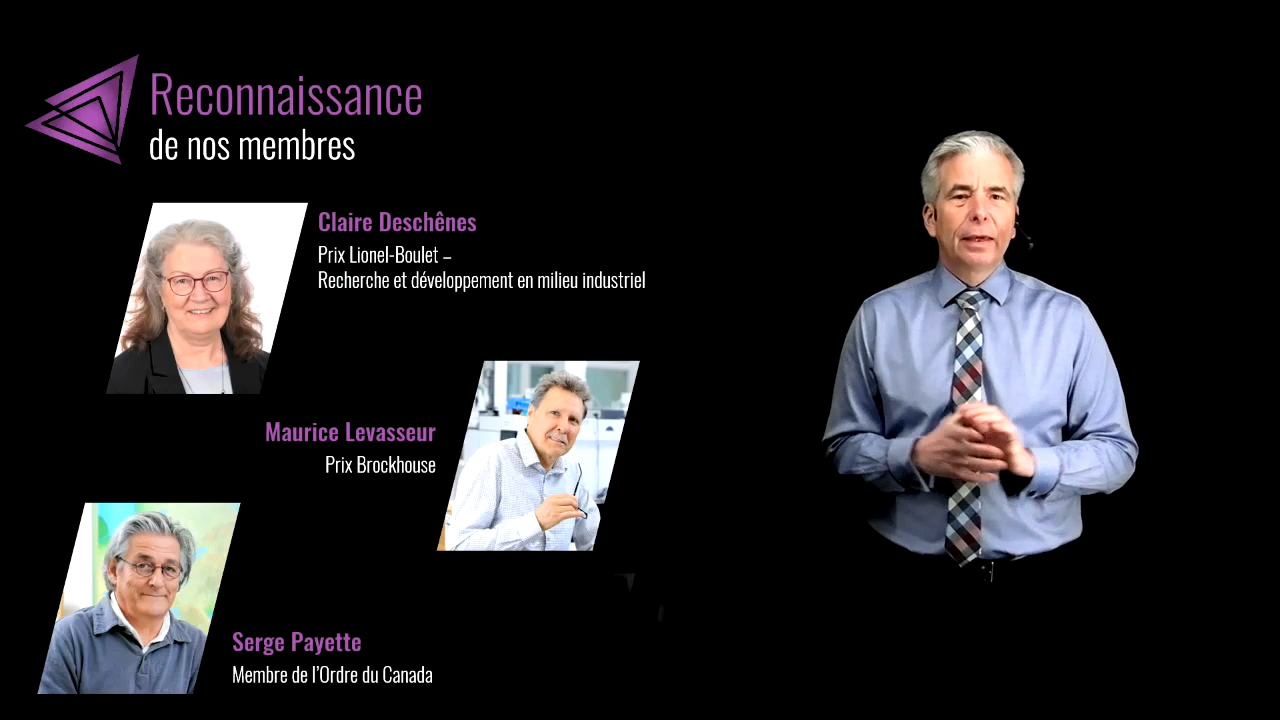 Reconnaissance
de nos membres
Claire Deschênes
Prix Lionel-Boulet –
Recherche et développement en milieu industriel
Maurice Levasseur
Prix Brockhouse
Serge Payette
Membre de l'Ordre du Canada